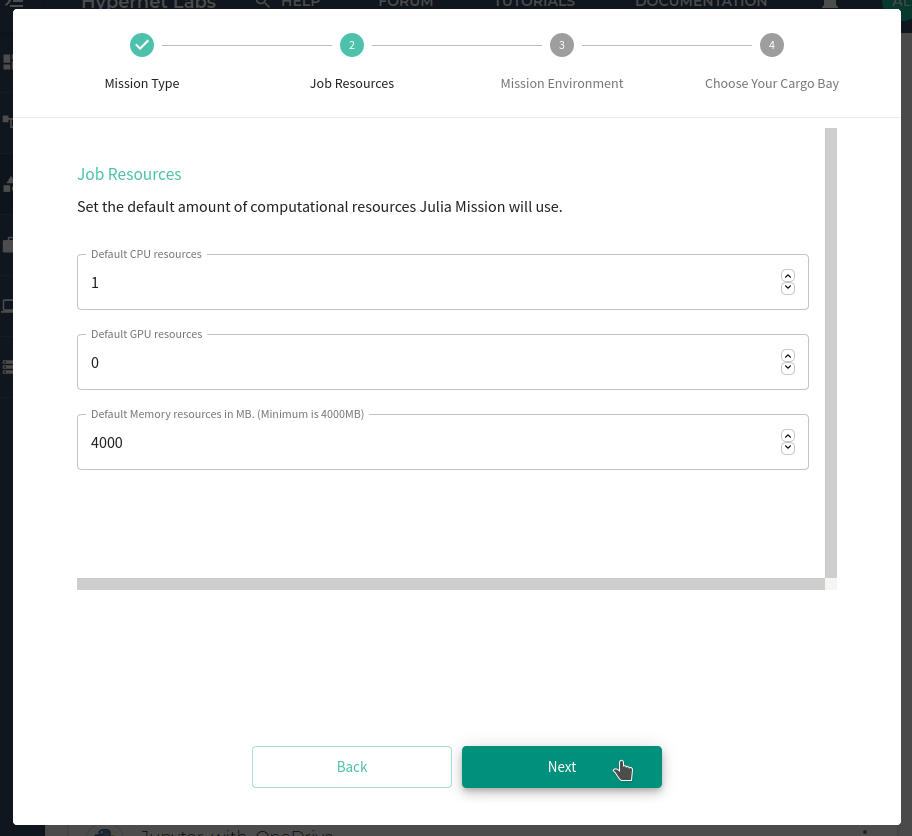 Hypernet Labs HELP FORUM TUTORIALS DOCUMENTATION AL
2 3 4
Mission Type Job Resources Mission Environment Choose Your Cargo Bay
Job Resources
Set the default amount of computational resources Julia Mission will use.
Default CPU resources
1
Default GPU resources
0
Default Memory resources in MB. (Minimum is 4000MB)
4000
Back Next
Jupyter with OneDrive